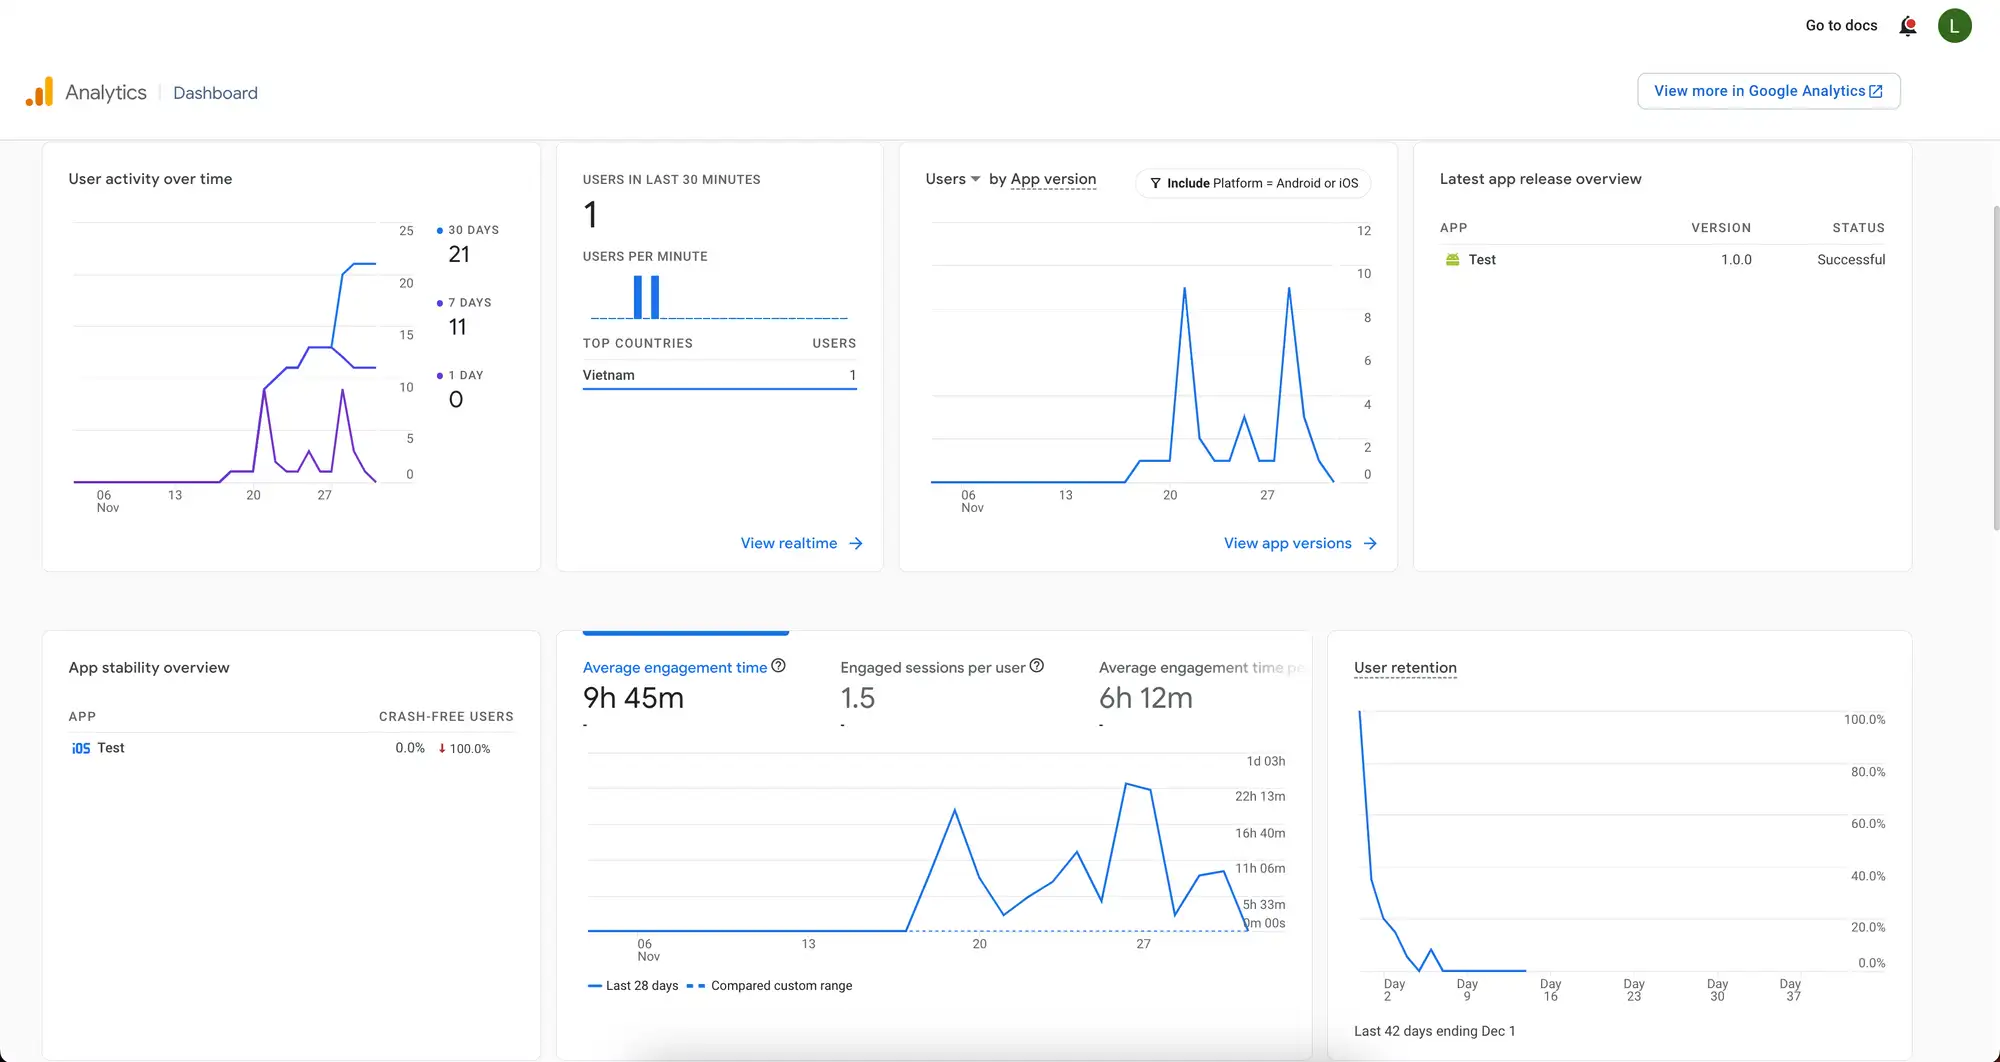 Go to docs
L
Analytics
Dashboard
View more in Google Analytics
User activity over time
25
20
15
10
5
0
06
Nov
13
20
27
30 DAYS
21
7 DAYS
11
1 DAY
0
USERS IN LAST 30 MINUTES
1
USERS PER MINUTE
TOP COUNTRIES USERS
Vietnam 1
View realtime
Users by App version
Include Platform = Android or iOS
12
10
8
6
4
2
0
06
Nov
13
20
27
View app versions
Latest app release overview
APP VERSION STATUS
Test 1.0.0 Successful
App stability overview
APP CRASH-FREE USERS
iOS Test 0.0% 100.0%
Average engagement time
9h 45m
-
Engaged sessions per user
1.5
-
Average engagement time pe
6h 12m
-
1d 03h
22h 13m
16k 40m
11h 06m
5h 33m
0m 00s
06
Nov
13
20
27
Last 28 days
Compared custom range
User retention
100.0%
80.0%
60.0%
40.0%
20.0%
0.0%
Day
2
Day
9
Day
16
Day
23
Day
30
Day
37
Last 42 days ending Dec 1